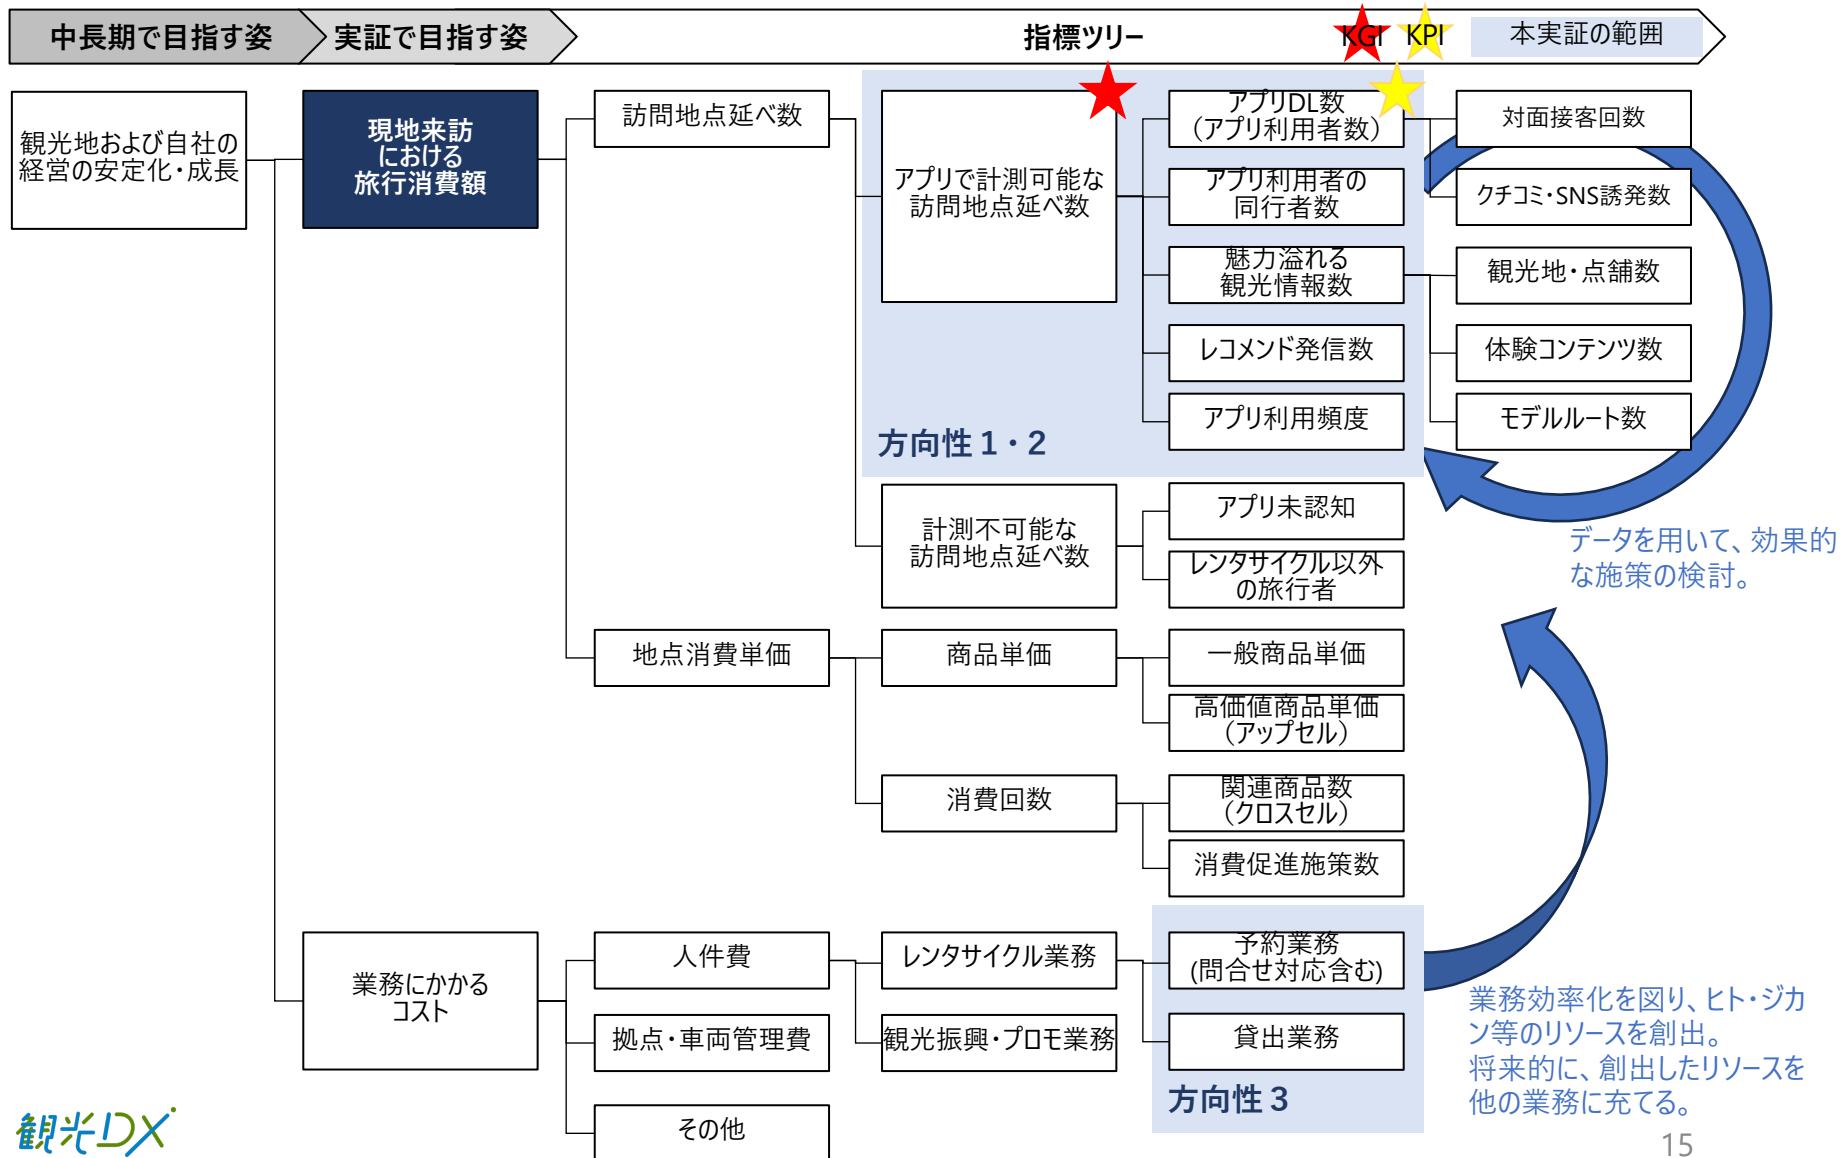 中長期で目指す姿
実証で目指す姿
指標ツリー
KGI
KPI
本実証の範囲
観光地および自社の
経営の安定化・成長
現地来訪
における
旅行消費額
訪問地点延べ数
アプリで計測可能な
訪問地点延べ数
アプリDL数
（アプリ利用者数）
アプリ利用者の
同行者数
魅力溢れる
観光情報数
レコメンド発信数
アプリ利用頻度
対面接客回数
クチコミ・SNS誘発数
観光地・点舗数
体験コンテンツ数
モデルルート数
方向性１・２
計測不可能な
訪問地点延べ数
アプリ未認知
レンタサイクル以外
の旅行者
データを用いて、効果的
な施策の検討。
地点消費単価
商品単価
一般商品単価
高価値商品単価
（アップセル）
消費回数
関連商品数
（クロスセル）
消費促進施策数
業務にかかる
コスト
人件費
拠点・車両管理費
その他
レンタサイクル業務
観光振興・プロモ業務
予約業務
(問合せ対応含む)
貸出業務
方向性３
業務効率化を図り、ヒト・ジカ
ン等のリソースを創出。
将来的に、創出したリソースを
他の業務に充てる。
観光DX
15